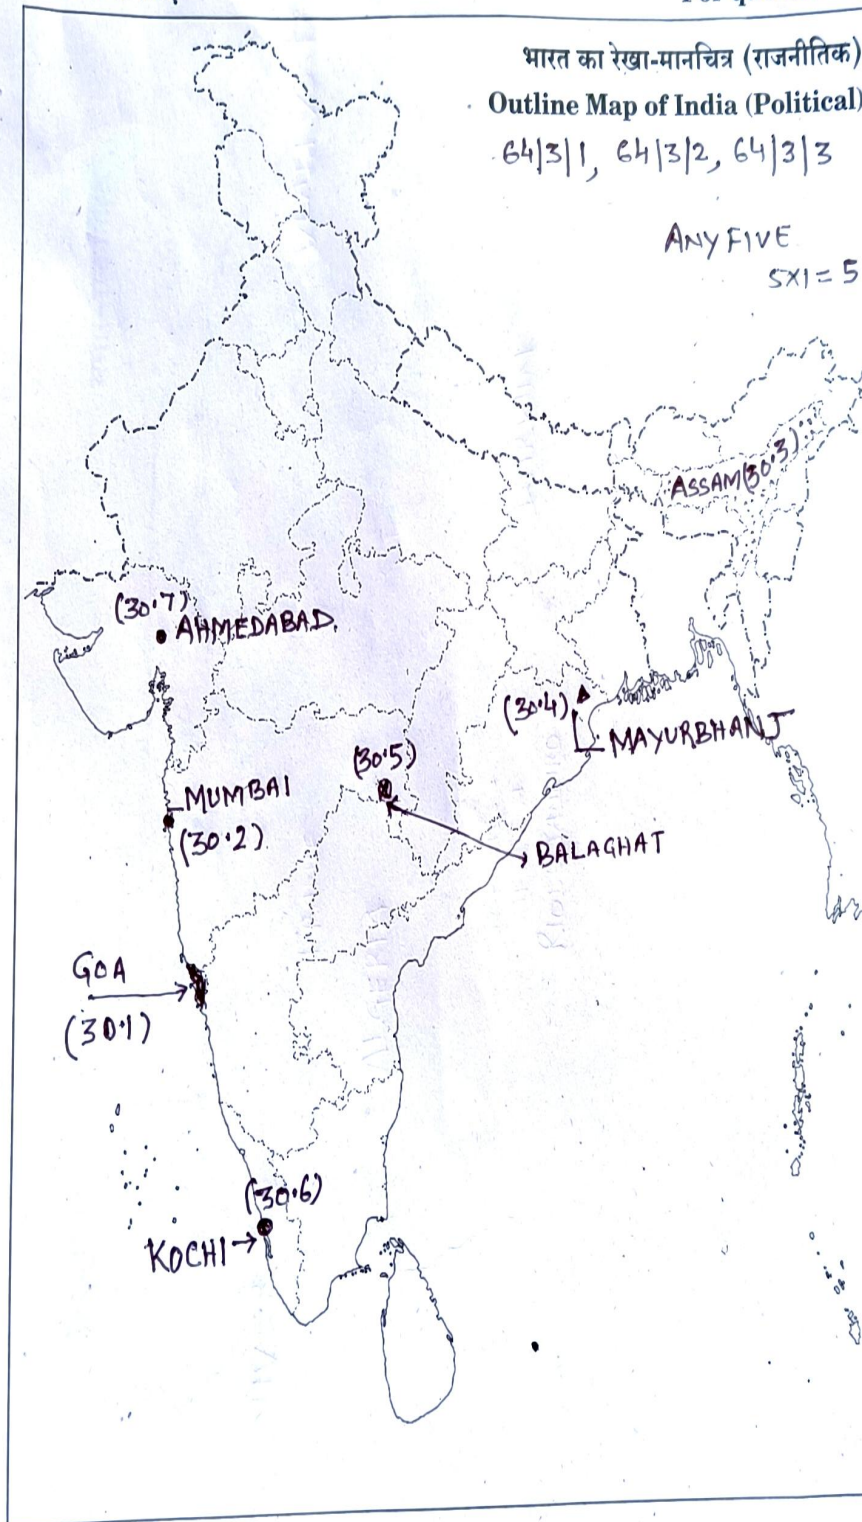 भारत का रेखा-मानचित्र (राजनीतिक)
Outline Map of India (Political)
64/3/1, 64/3/2, 64/3/3
ANY FIVE
5×1=5
ASSAM (30.3)
(30.7)
AHMEDABAD.
(30.4)
MAYURBHANJ
(30.5)
MUMBAI
(30.2)
BALAGHAT
GOA
(30.1)
(30.6)
KOCHI